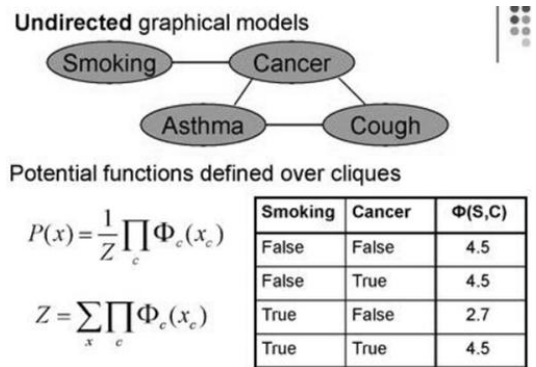 Undirected graphical models
Smoking Cancer
Asthma Cough
Potential functions defined over cliques
P(x) = 1/Z ∏_c Φ_c(x_c)
Z = ∑_x ∏_c Φ_c(x_c)
Smoking Cancer Φ(S,C)
False False 4.5
False True 4.5
True False 2.7
True True 4.5